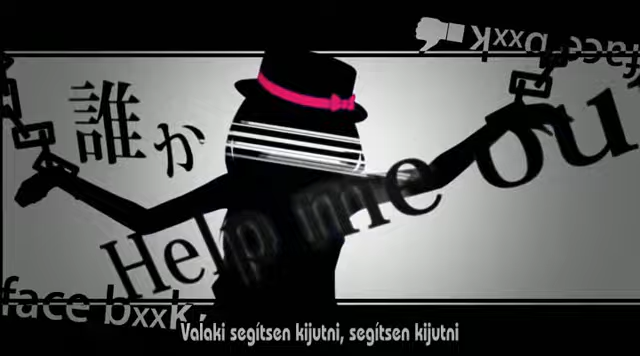 face bxxk
誰か
Help me ou
face bxxk
Valaki segítsen kijutni, segítsen kijutni